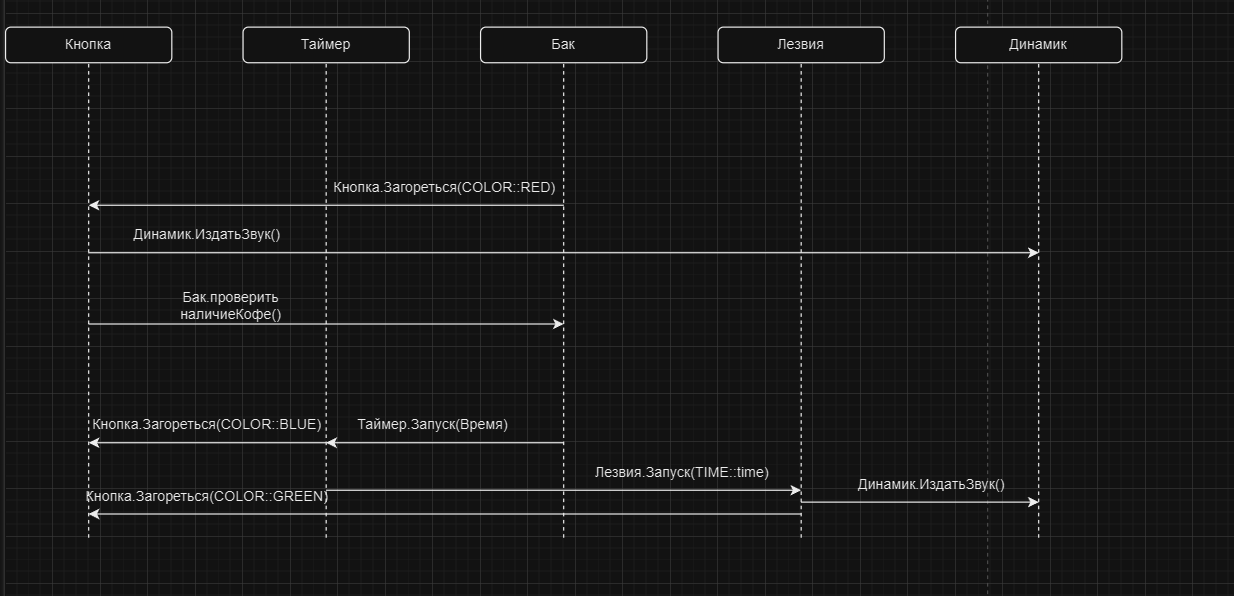 Кнопка
Таймер
Бак
Лезвия
Динамик
Кнопка.Загореться(COLOR::RED)
Динамик.ИздатьЗвук()
Бак.проверить
наличиеКофе()
Кнопка.Загореться(COLOR::BLUE)
Таймер.Запуск(Время)
Лезвия.Запуск(TIME::time)
Динамик.ИздатьЗвук()
Кнопка.Загореться(COLOR::GREEN)